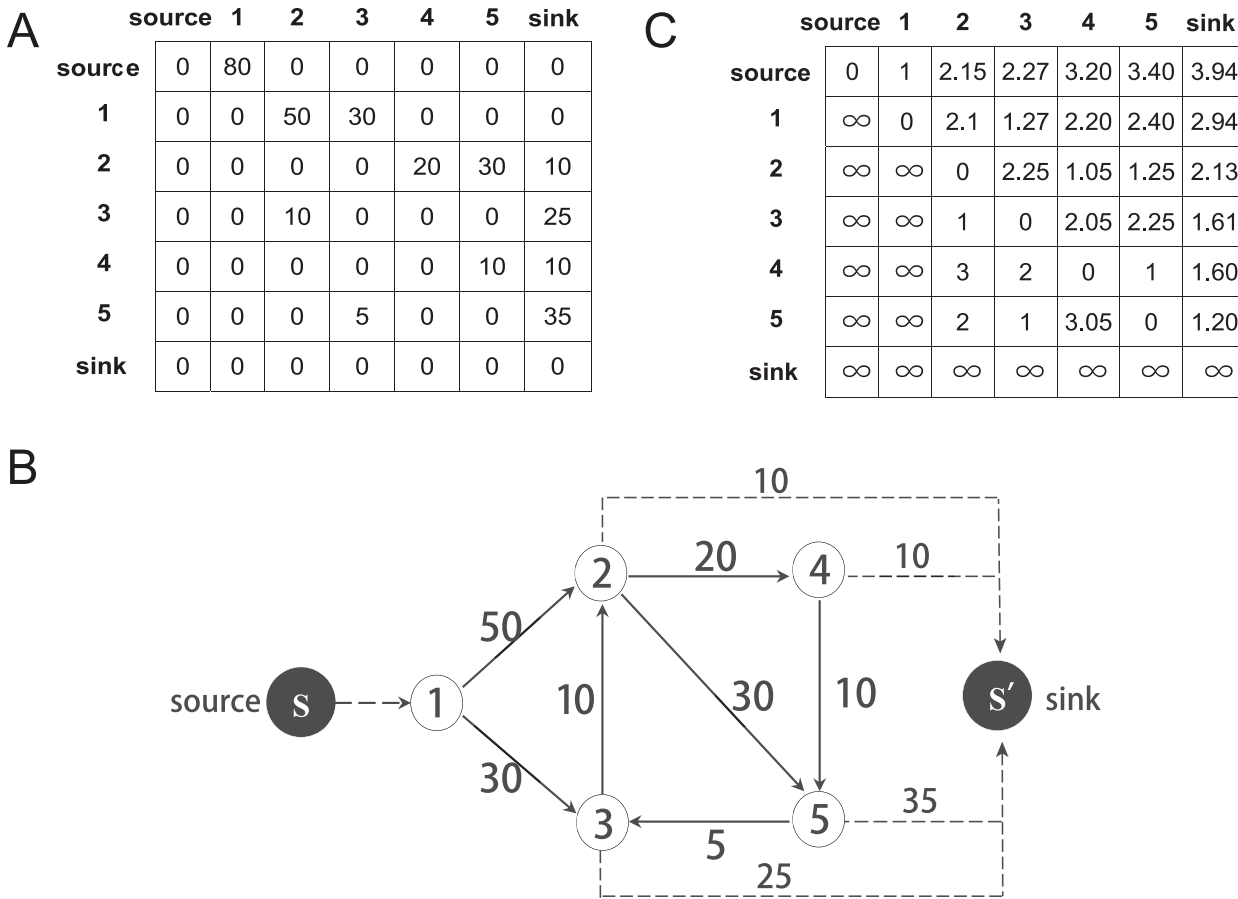 A
source 1 2 3 4 5 sink
source 0 80 0 0 0 0 0
1 0 0 50 30 0 0 0
2 0 0 0 0 20 30 10
3 0 0 10 0 0 0 25
4 0 0 0 0 0 10 10
5 0 0 0 5 0 0 35
sink 0 0 0 0 0 0 0
C
source 1 2 3 4 5 sink
source 0 1 2.15 2.27 3.20 3.40 3.94
1 ∞ 0 2.1 1.27 2.20 2.40 2.94
2 ∞ ∞ 0 2.25 1.05 1.25 2.13
3 ∞ ∞ 1 0 2.05 2.25 1.61
4 ∞ ∞ 3 2 0 1 1.60
5 ∞ ∞ 2 1 3.05 0 1.20
sink ∞ ∞ ∞ ∞ ∞ ∞ ∞
B
10
2 20 4 10
50
source s 1 10 30 10 s′ sink
30
3 5 5 35
25